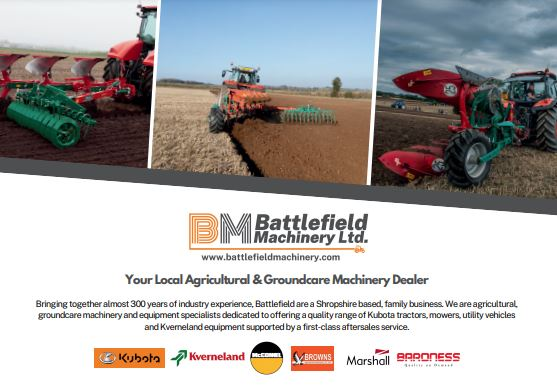 BM Battlefield
Machinery Ltd.
www.battlefieldmachinery.com
Your Local Agricultural & Groundcare Machinery Dealer
Bringing together almost 300 years of industry experience, Battlefield are a Shropshire based, family business. We are agricultural,
groundcare machinery and equipment specialists dedicated to offering a quality range of Kubota tractors, mowers, utility vehicles
and Kverneland equipment supported by a first-class aftersales service.
Kubota Kverneland McCONNEL BROWNS Marshall BARONESS
Quality on Demand